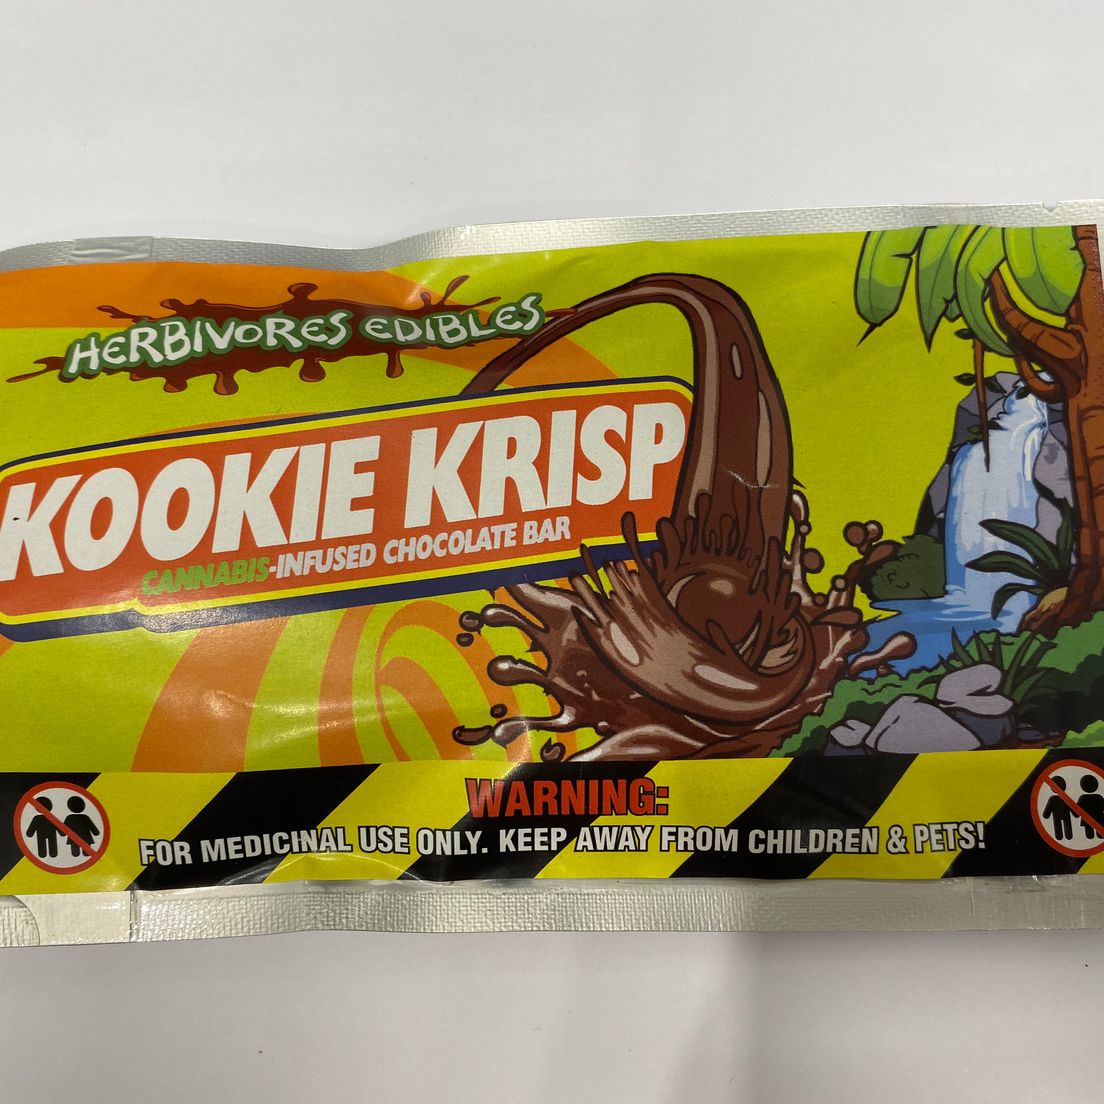 HERBIVORES EDIBLES
KOOKIE KRISP
CANNABIS-INFUSED CHOCOLATE BAR
WARNING:
FOR MEDICINAL USE ONLY. KEEP AWAY FROM CHILDREN & PETS!